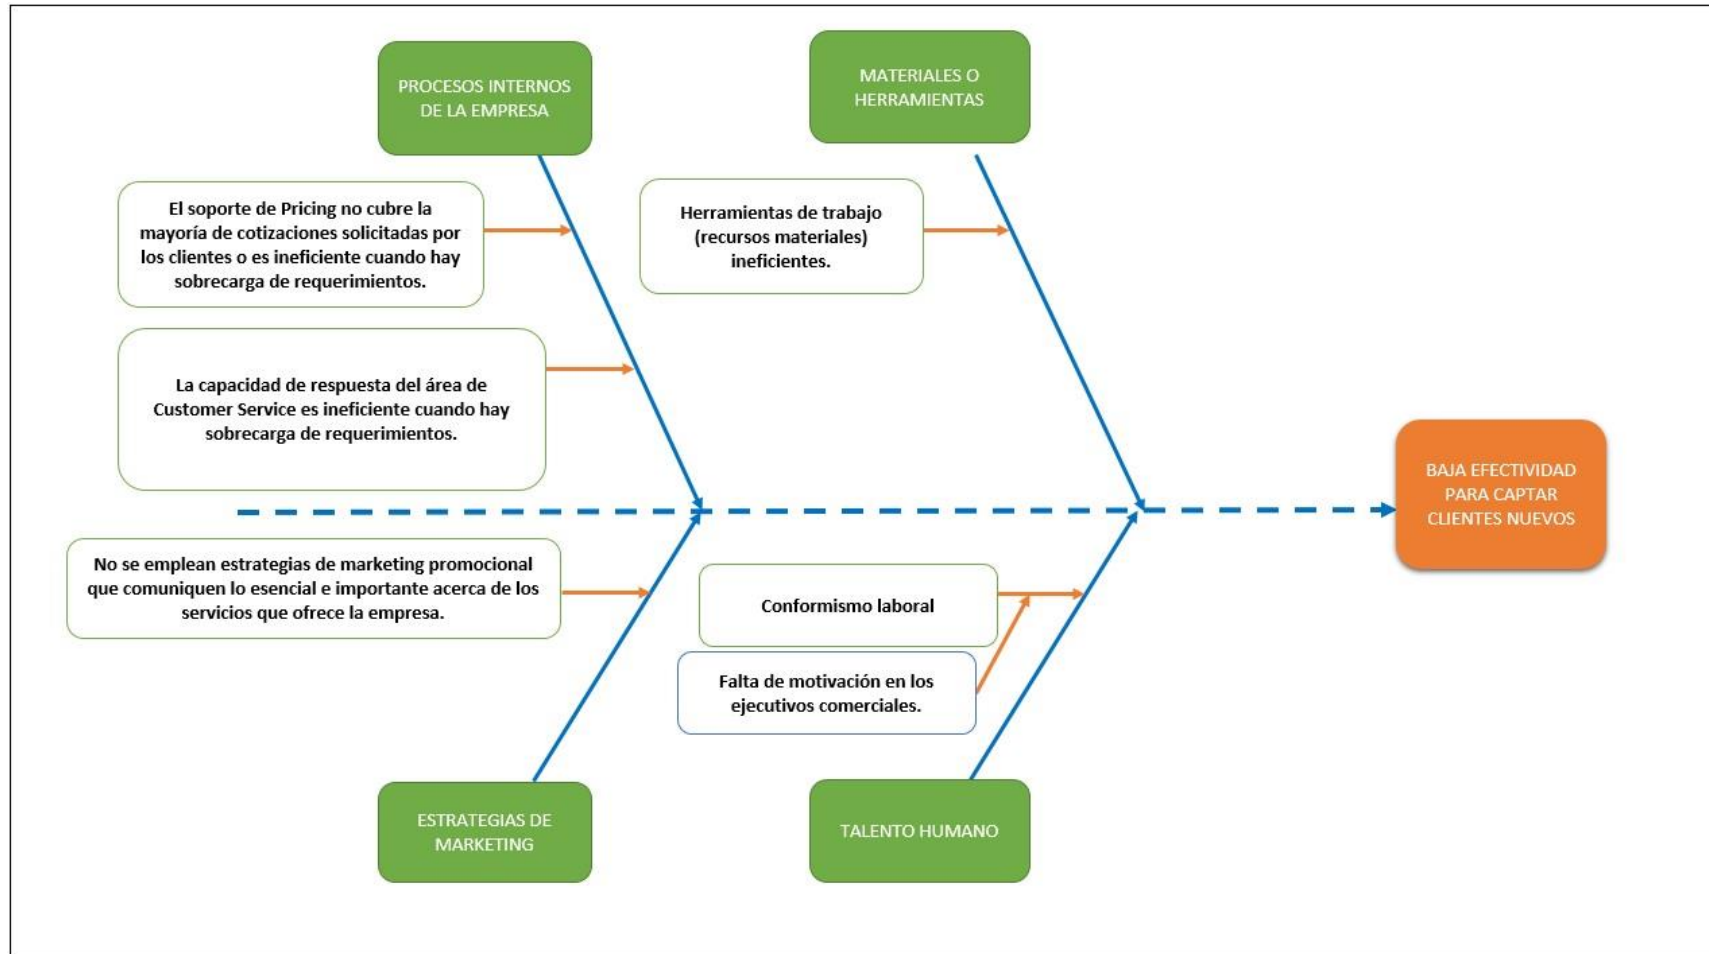 PROCESOS INTERNOS
DE LA EMPRESA
MATERIALES O
HERRAMIENTAS
El soporte de Pricing no cubre la
mayoría de cotizaciones solicitadas por
los clientes o es ineficiente cuando hay
sobrecarga de requerimientos.
Herramientas de trabajo
(recursos materiales)
ineficientes.
La capacidad de respuesta del área de
Customer Service es ineficiente cuando hay
sobrecarga de requerimientos.
BAJA EFECTIVIDAD
PARA CAPTAR
CLIENTES NUEVOS
No se emplean estrategias de marketing promocional
que comuniquen lo esencial e importante acerca de los
servicios que ofrece la empresa.
Conformismo laboral
Falta de motivación en los
ejecutivos comerciales.
ESTRATEGIAS DE
MARKETING
TALENTO HUMANO